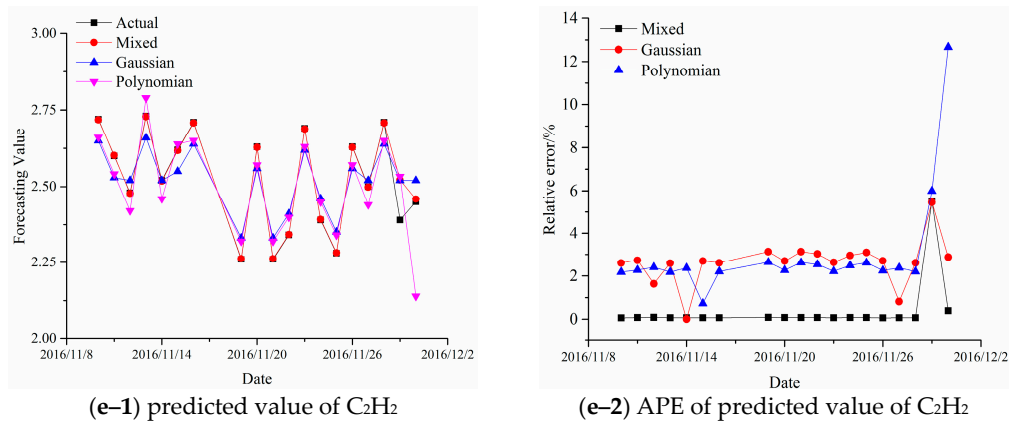 3.00
2.75
2.50
2.25
2.00
Forecasting Value
Actual
Mixed
Gaussian
Polynomian
2016/11/8
2016/11/14
2016/11/20
2016/11/26
2016/12/2
Date
(e–1) predicted value of C₂H₂
14
12
10
8
6
4
2
0
Relative error/%
Mixed
Gaussian
Polynomian
2016/11/8
2016/11/14
2016/11/20
2016/11/26
2016/12/2
Date
(e–2) APE of predicted value of C₂H₂